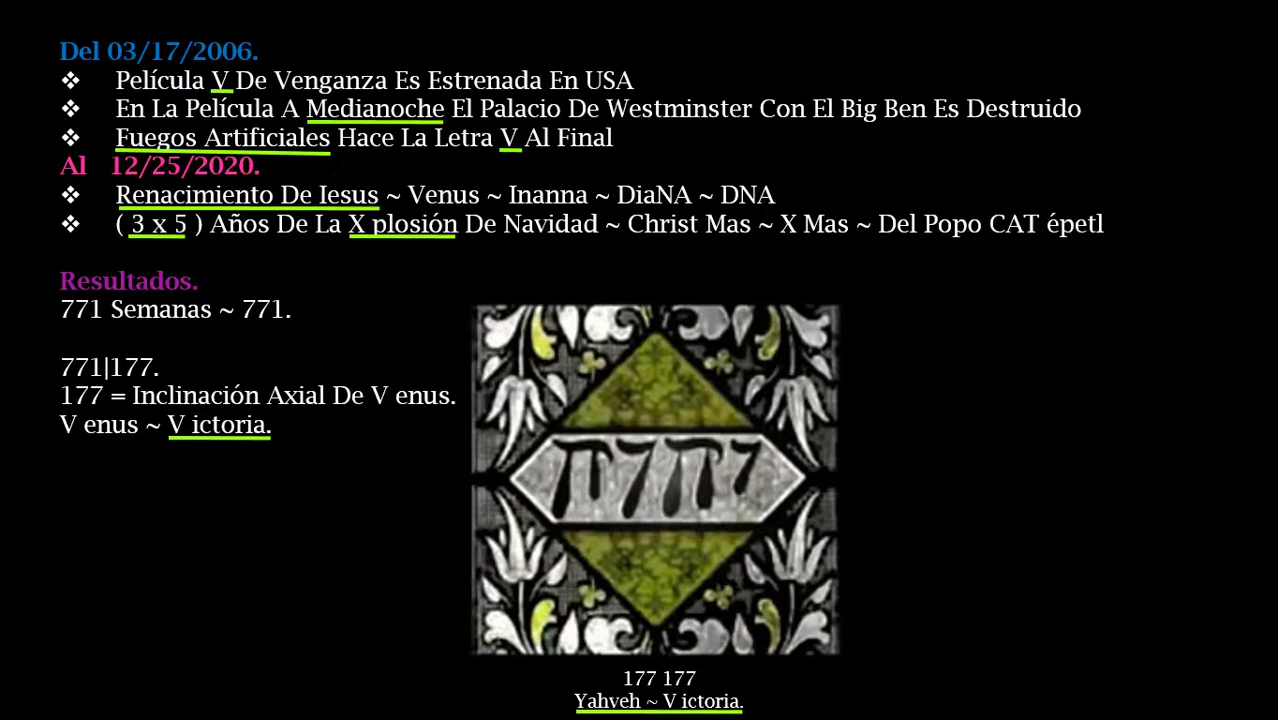 Del 03/17/2006.
❖ Película V De Venganza Es Estrenada En USA
❖ En La Película A Medianoche El Palacio De Westminster Con El Big Ben Es Destruido
❖ Fuegos Artificiales Hace La Letra V Al Final
Al 12/25/2020.
❖ Renacimiento De Iesus ~ Venus ~ Inanna ~ DiaNA ~ DNA
❖ ( 3 x 5 ) Años De La X plosión De Navidad ~ Christ Mas ~ X Mas ~ Del Popo CAT épetl
Resultados.
771 Semanas ~ 771.
771|177.
177 = Inclinación Axial De V enus.
V enus ~ V ictoria.
יהוה
177 177
Yahveh ~ V ictoria.